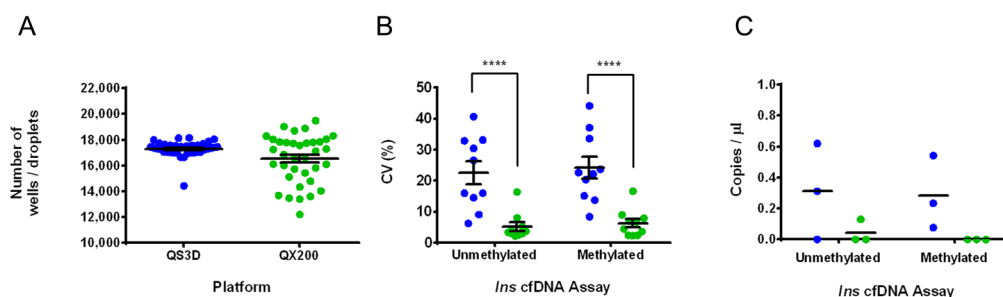 A
Number of
wells / droplets
22,000
20,000
18,000
16,000
14,000
12,000
10,000
QS3D
QX200
Platform
B
CV (%)
50
40
30
20
10
0
****
****
Unmethylated
Methylated
Ins cfDNA Assay
C
Copies / µl
1.0
0.8
0.6
0.4
0.2
0.0
Unmethylated
Methylated
Ins cfDNA Assay